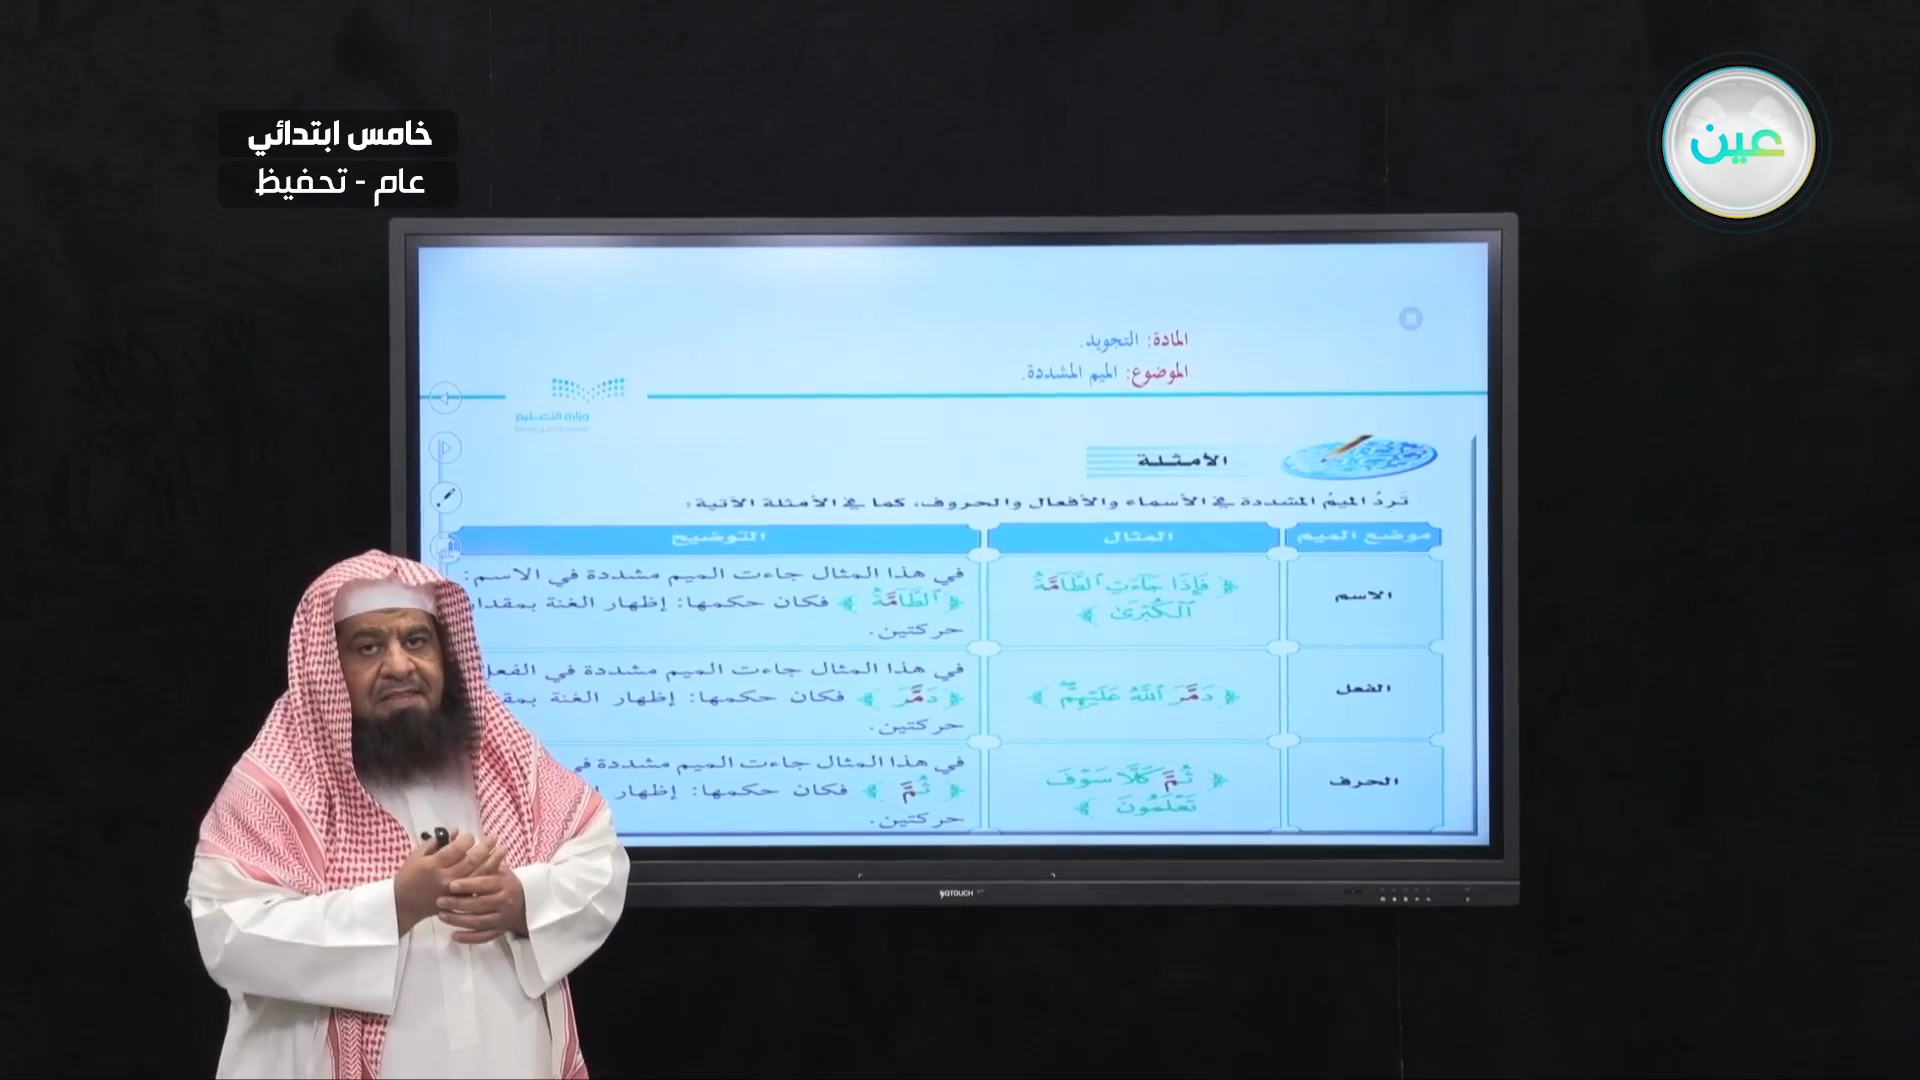 خامس ابتدائي
عام - تحفيظ
عين
المادة: التجويد.
الموضوع: الميم المشددة.
وزارة التعليم
الأمثلة
تَرِدُ الميمُ المشددة في الأسماء والأفعال والحروف، كما في الأمثلة الآتية:
موضع الميم
المثال
التوضيح
الاسم
﴿ فَإِذَا جَآءَتِ ٱلطَّآمَّةُ
ٱلْكُبْرَىٰ ﴾
في هذا المثال جاءت الميم مشددة في الاسم:
﴿ ٱلطَّآمَّةُ ﴾ فكان حكمها: إظهار الغنة بمقدار
حركتين.
الفعل
﴿ دَمَّرَ ٱللَّهُ عَلَيْهِمْ ﴾
في هذا المثال جاءت الميم مشددة في الفعل
﴿ دَمَّرَ ﴾ فكان حكمها: إظهار الغنة بمقد
حركتين.
الحرف
﴿ ثُمَّ كَلَّا سَوْفَ
تَعْلَمُونَ ﴾
في هذا المثال جاءت الميم مشددة في
﴿ ثُمَّ ﴾ فكان حكمها: إظهار
حركتين.
YQTOUCH